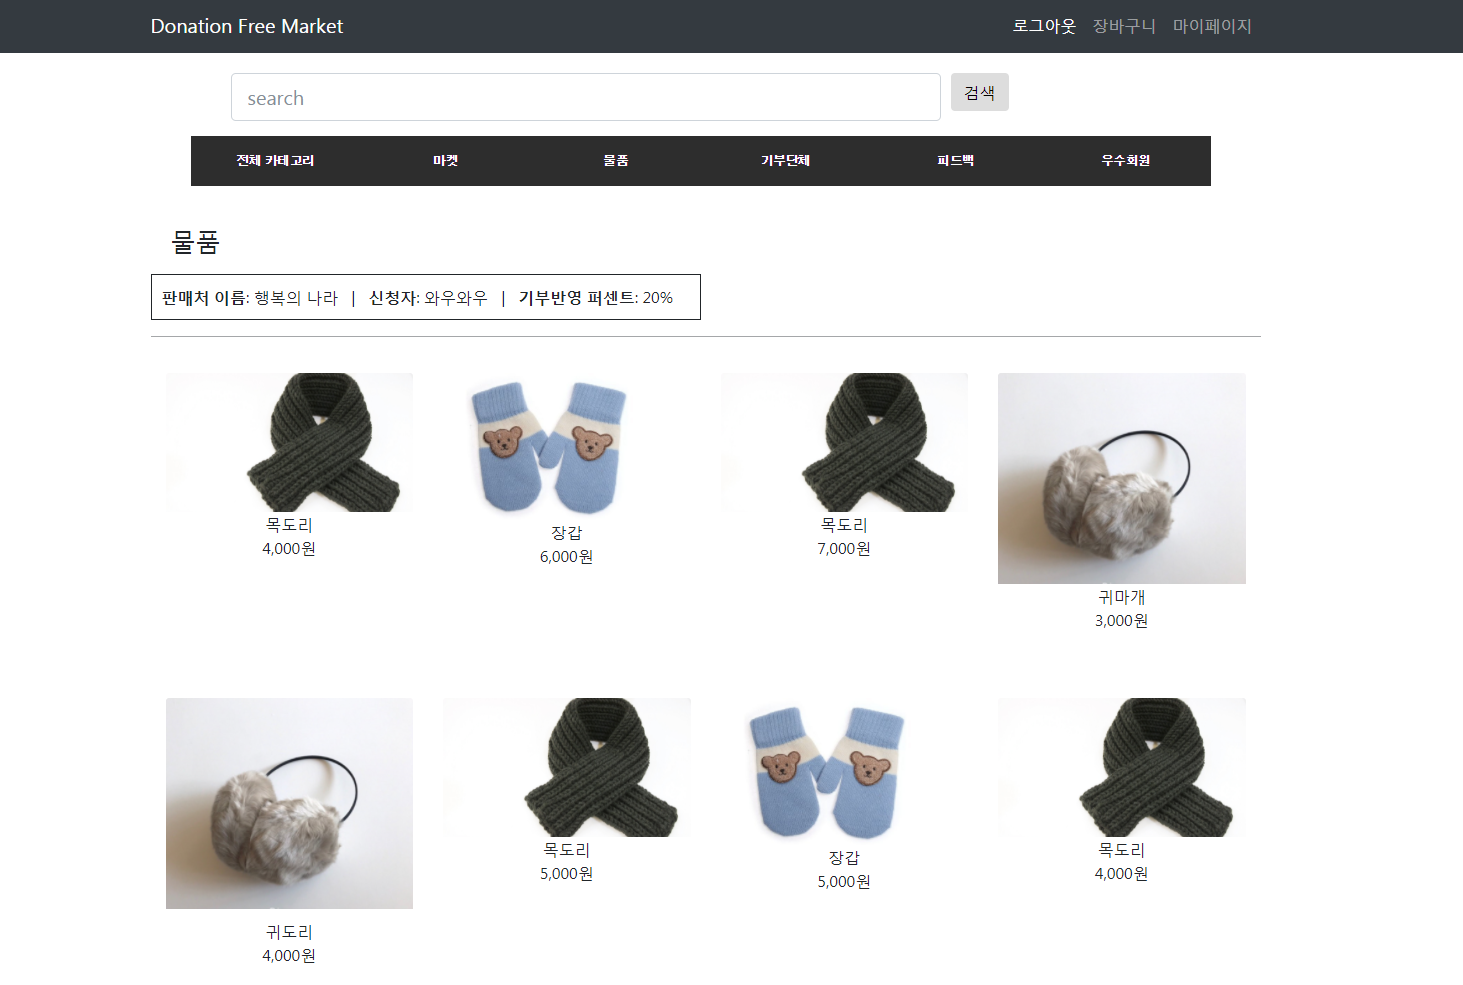 Donation Free Market 로그아웃 장바구니 마이페이지
search 검색
전체 카테고리 마켓 물품 기부단체 피드백 우수회원
물품
판매처 이름: 행복의 나라 | 신청자: 와우와우 | 기부반영 퍼센트: 20%
목도리
4,000원
장갑
6,000원
목도리
7,000원
귀마개
3,000원
귀도리
4,000원
목도리
5,000원
장갑
5,000원
목도리
4,000원